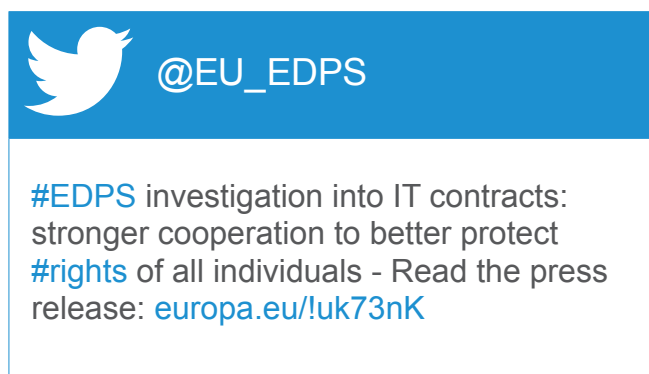 @EU_EDPS
#EDPS investigation into IT contracts:
stronger cooperation to better protect
#rights of all individuals - Read the press
release: europa.eu/!uk73nK